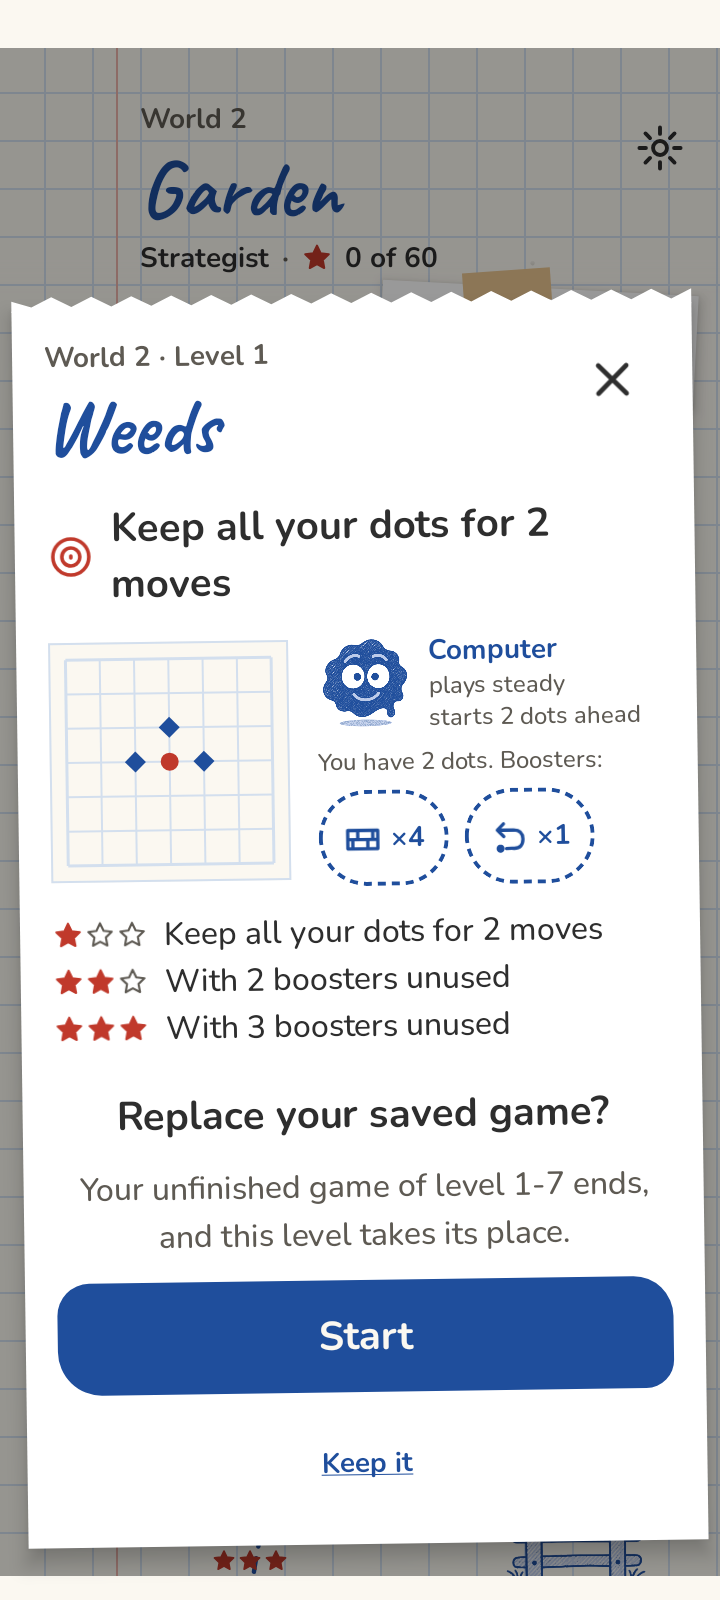 World 2
Garden
Strategist · 0 of 60
World 2 · Level 1
Weeds
Keep all your dots for 2
moves
Computer
plays steady
starts 2 dots ahead
You have 2 dots. Boosters:
×4
×1
Keep all your dots for 2 moves
With 2 boosters unused
With 3 boosters unused
Replace your saved game?
Your unfinished game of level 1-7 ends,
and this level takes its place.
Start
Keep it